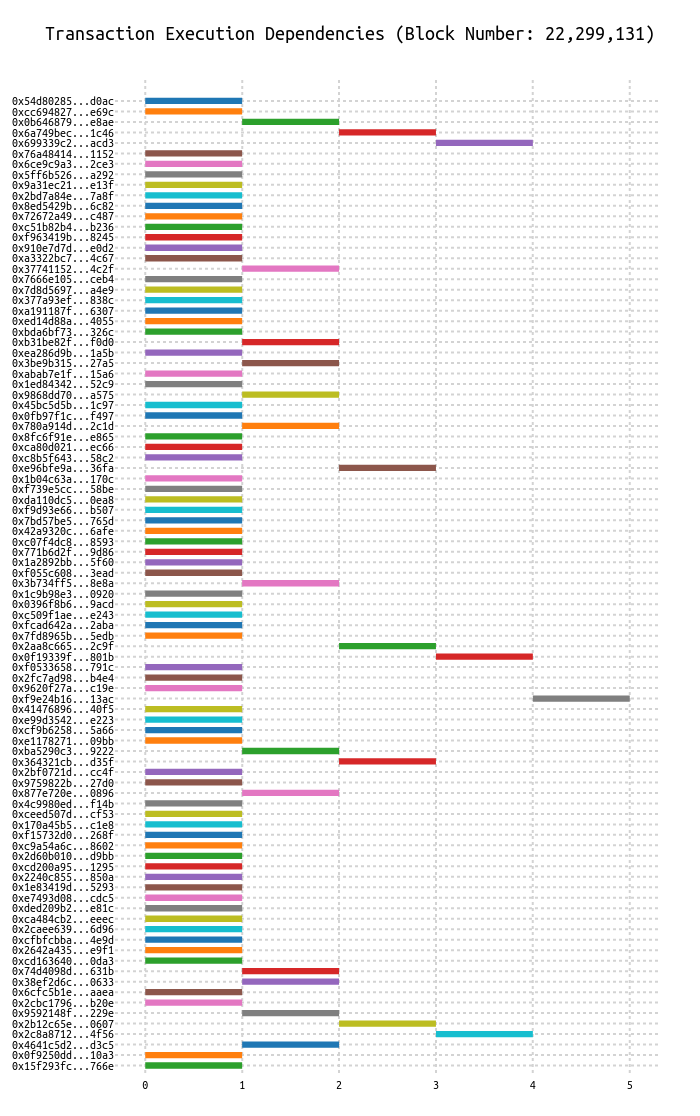 Transaction Execution Dependencies (Block Number: 22,299,131)
0x54d80285...d0ac
0xcc694827...e69c
0x0b646879...e8ae
0x6a749bec...1c46
0x699339c2...acd3
0x76a48414...1152
0x6ce9c9a3...2ce3
0x5ff6b526...a292
0x9a31ec21...e13f
0x2bd7a84e...7a8f
0x8ed5429b...6c82
0x72672a49...c487
0xc51b82b4...b236
0xf963419b...8245
0x910e7d7d...e0d2
0xa3322bc7...4c67
0x37741152...4c2f
0x7666e105...ceb4
0x7d8d5697...a4e9
0x377a93ef...838c
0xa191187f...6307
0xed14d88a...4055
0xbda6bf73...326c
0xb31be82f...f0d0
0xea286d9b...1a5b
0x3be9b315...27a5
0xabab7e1f...15a6
0x1ed84342...52c9
0x9868dd70...a575
0x45bc5d5b...1c97
0x0fb97f1c...f497
0x780a914d...2c1d
0x8fc6f91e...e865
0xca80d021...ec66
0xc8b5f643...58c2
0xe96bfe9a...36fa
0x1b04c63a...170c
0xf739e5cc...58be
0xda110dc5...0ea8
0xf9d93e66...b507
0x7bd57be5...765d
0x42a9320c...6afe
0xc07f4dc8...8593
0x771b6d2f...9d86
0x1a2892bb...5f60
0xf055c608...3ead
0x3b734ff5...8e8a
0x1c9b98e3...0920
0x0396f8b6...9acd
0xc509f1ae...e243
0xfcad642a...2aba
0x7fd8965b...5edb
0x2aa8c665...2c9f
0x0f19339f...801b
0xf0533658...791c
0x2fc7ad98...b4e4
0x9620f27a...c19e
0xf9e24b16...13ac
0x41476896...40f5
0xe99d3542...e223
0xcf9b6258...5a66
0xe1178271...09bb
0xba5290c3...9222
0x364321cb...d35f
0x2bf0721d...cc4f
0x9759822b...27d0
0x877e720e...0896
0x4c9980ed...f14b
0xceed507d...cf53
0x170a45b5...c1e8
0xf15732d0...268f
0xc9a54a6c...8602
0x2d60b010...d9bb
0xcd200a95...1295
0x2240c855...850a
0x1e83419d...5293
0xe7493d08...cdc5
0xded209b2...e81c
0xca484cb2...eeec
0x2caee639...6d96
0xcfbfcbba...4e9d
0x2642a435...e9f1
0xcd163640...0da3
0x74d4098d...631b
0x38ef2d6c...0633
0x6cfc5b1e...aaea
0x2cbc1796...b20e
0x9592148f...229e
0x2b12c65e...0607
0x2c8a8712...4f56
0x4641c5d2...d3c5
0x0f9250dd...10a3
0x15f293fc...766e
0 1 2 3 4 5